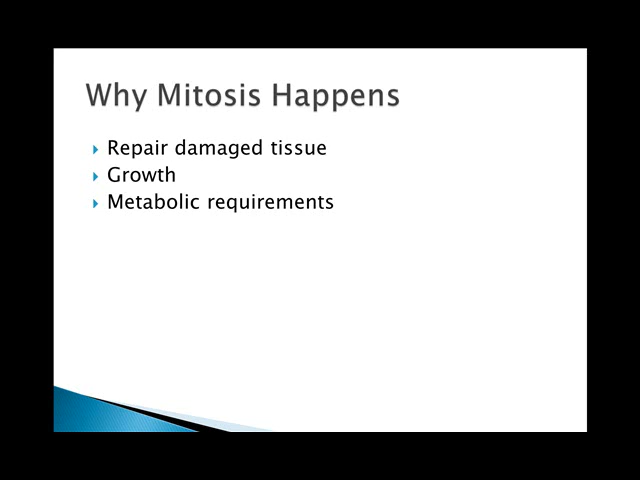 Why Mitosis Happens
Repair damaged tissue
Growth
Metabolic requirements